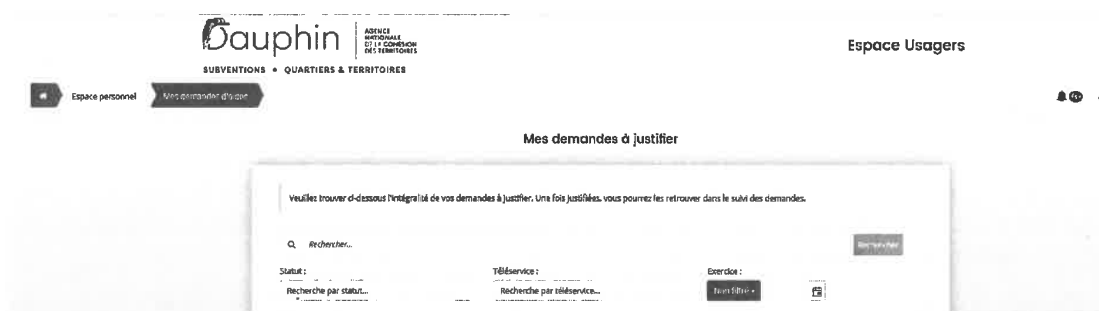 Dauphin
AGENCE
NATIONALE
DE LA COHÉSION
DES TERRITOIRES
Espace Usagers
SUBVENTIONS • QUARTIERS & TERRITOIRES
Espace personnel
Mes demandes d'aide
Mes demandes à justifier
Veuillez trouver ci-dessous l'intégralité de vos demandes à justifier. Une fois justifiées, vous pourrez les retrouver dans le suivi des demandes.
Rechercher...
Rechercher
Statut : Téléservice : Exercice :
Recherche par statut... Recherche par téléservice... Non filtré